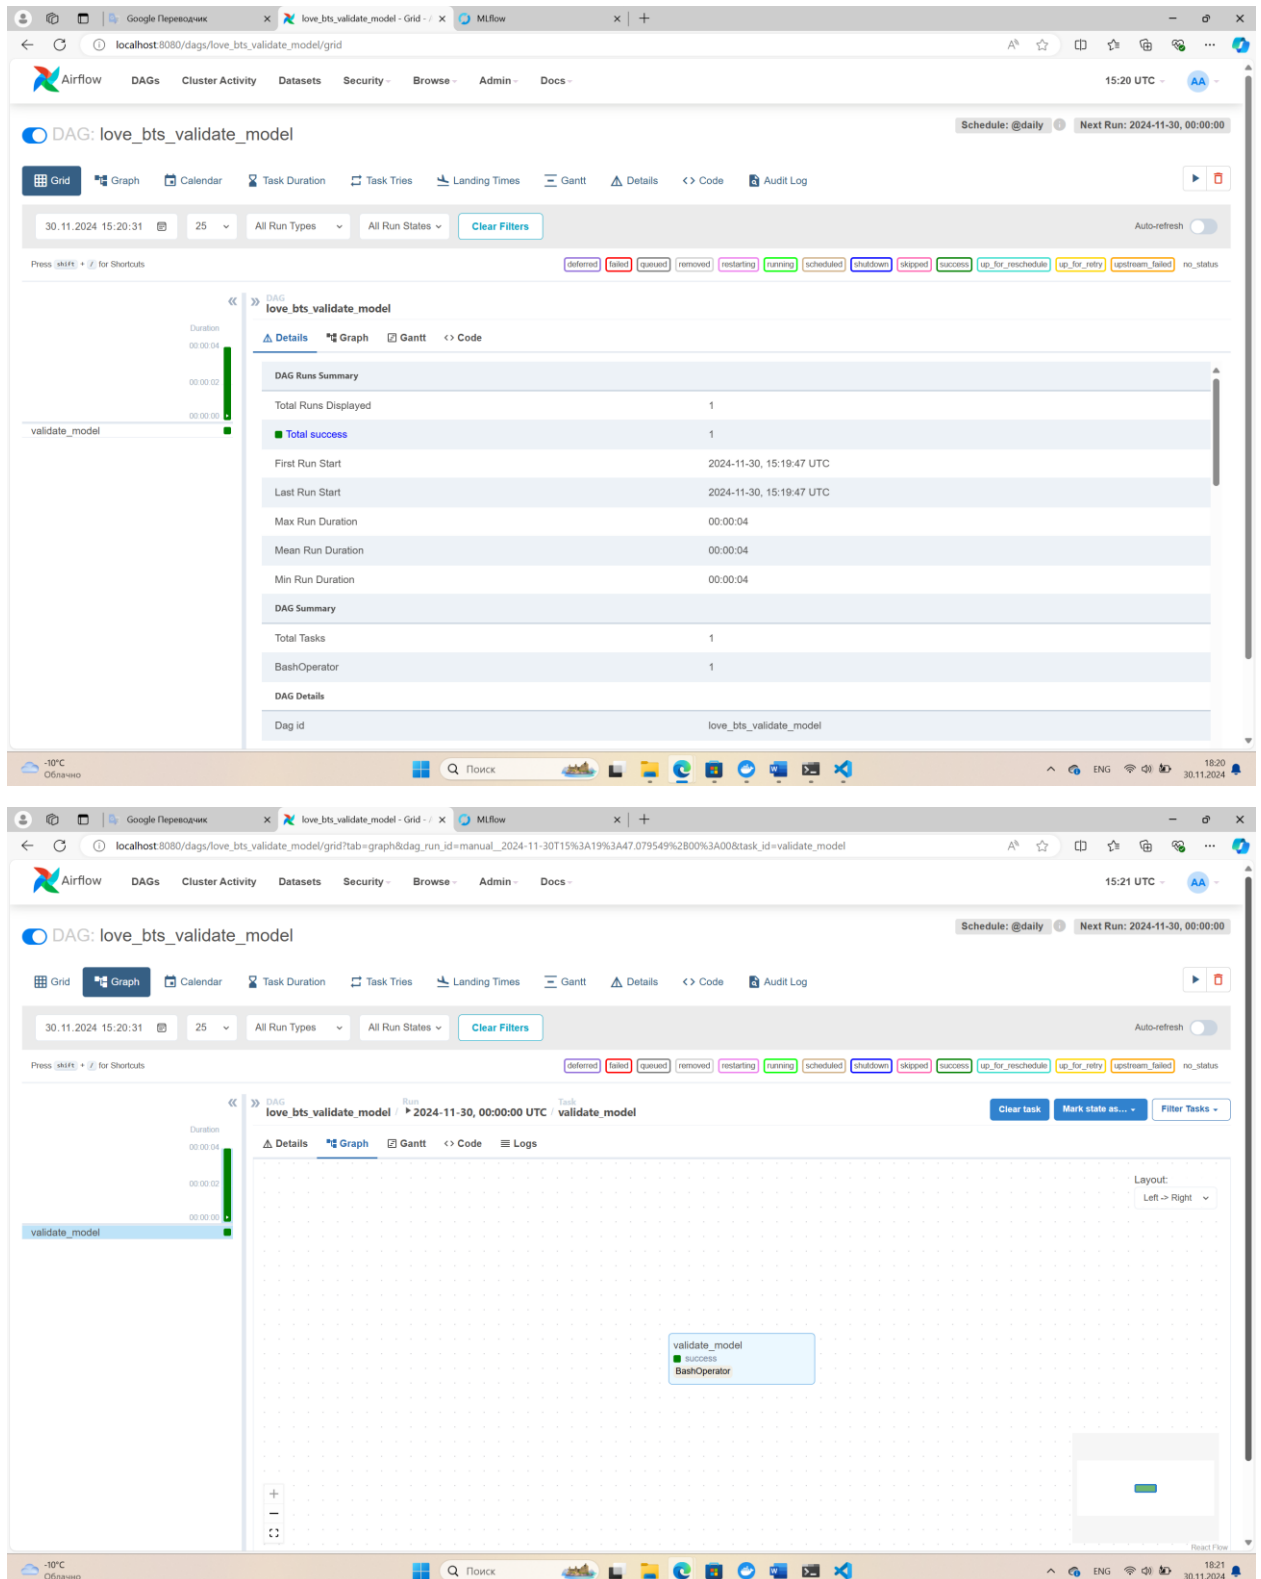 Google Переводчик
love_bts_validate_model - Grid - A
MLflow
localhost:8080/dags/love_bts_validate_model/grid
Airflow DAGs Cluster Activity Datasets Security Browse Admin Docs 15:20 UTC AA
DAG: love_bts_validate_model
Schedule: @daily Next Run: 2024-11-30, 00:00:00
Grid Graph Calendar Task Duration Task Tries Landing Times Gantt Details <> Code Audit Log
30.11.2024 15:20:31 25 All Run Types All Run States Clear Filters Auto-refresh
Press shift + / for Shortcuts
deferred failed queued removed restarting running scheduled shutdown skipped success up_for_reschedule up_for_retry upstream_failed no_status
Duration
00:00:04
00:00:02
00:00:00
validate_model
DAG
love_bts_validate_model
Details Graph Gantt <> Code
DAG Runs Summary
Total Runs Displayed 1
Total success 1
First Run Start 2024-11-30, 15:19:47 UTC
Last Run Start 2024-11-30, 15:19:47 UTC
Max Run Duration 00:00:04
Mean Run Duration 00:00:04
Min Run Duration 00:00:04
DAG Summary
Total Tasks 1
BashOperator 1
DAG Details
Dag id love_bts_validate_model
-10°C
Облачно
Поиск
ENG
18:20
30.11.2024
Google Переводчик
love_bts_validate_model - Grid -
MLflow
localhost:8080/dags/love_bts_validate_model/grid?tab=graph&dag_run_id=manual__2024-11-30T15%3A19%3A47.079549%2B00%3A00&task_id=validate_model
Airflow DAGs Cluster Activity Datasets Security Browse Admin Docs 15:21 UTC AA
DAG: love_bts_validate_model
Schedule: @daily Next Run: 2024-11-30, 00:00:00
Grid Graph Calendar Task Duration Task Tries Landing Times Gantt Details <> Code Audit Log
30.11.2024 15:20:31 25 All Run Types All Run States Clear Filters Auto-refresh
Press shift + / for Shortcuts
deferred failed queued removed restarting running scheduled shutdown skipped success up_for_reschedule up_for_retry upstream_failed no_status
Duration
00:00:04
00:00:02
00:00:00
validate_model
DAG Run Task
love_bts_validate_model / 2024-11-30, 00:00:00 UTC / validate_model
Clear task Mark state as... Filter Tasks
Details Graph Gantt <> Code Logs
Layout:
Left -> Right
validate_model
success
BashOperator
React Flow
-10°C
Облачно
Поиск
ENG
18:21
30.11.2024